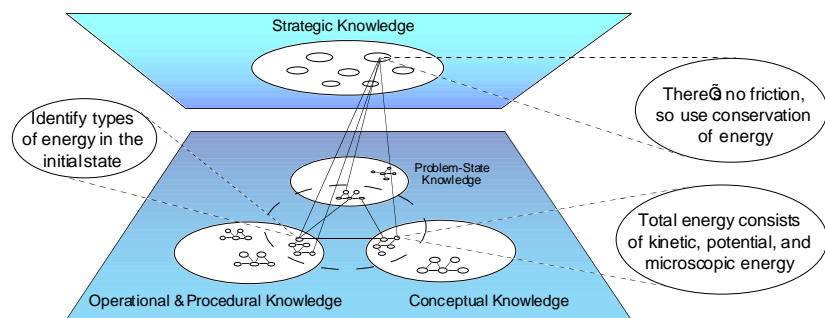 Strategic Knowledge
Identify types
of energy in the
initial state
ThereÕs no friction,
so use conservation
of energy
Problem-State
Knowledge
Total energy consists
of kinetic, potential, and
microscopic energy
Operational & Procedural Knowledge
Conceptual Knowledge